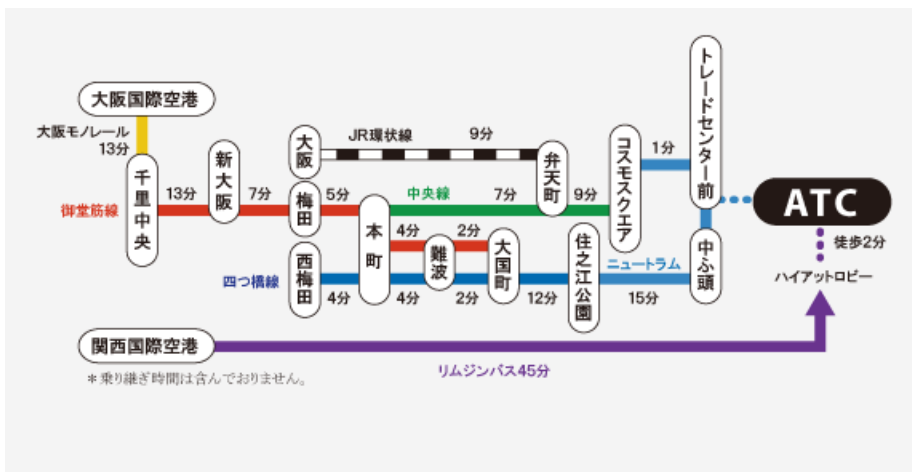 大阪国際空港
大阪モノレール
13分
千里中央
御堂筋線
13分
新大阪
7分
大阪
JR環状線
9分
弁天町
梅田
5分
本町
中央線
7分
9分
コスモスクエア
1分
トレードセンター前
ATC
徒歩2分
ハイアットロビー
4分
難波
2分
大国町
四つ橋線
西梅田
4分
4分
2分
12分
住之江公園
ニュートラム
15分
中ふ頭
関西国際空港
リムジンバス45分
＊乗り継ぎ時間は含んでおりません。